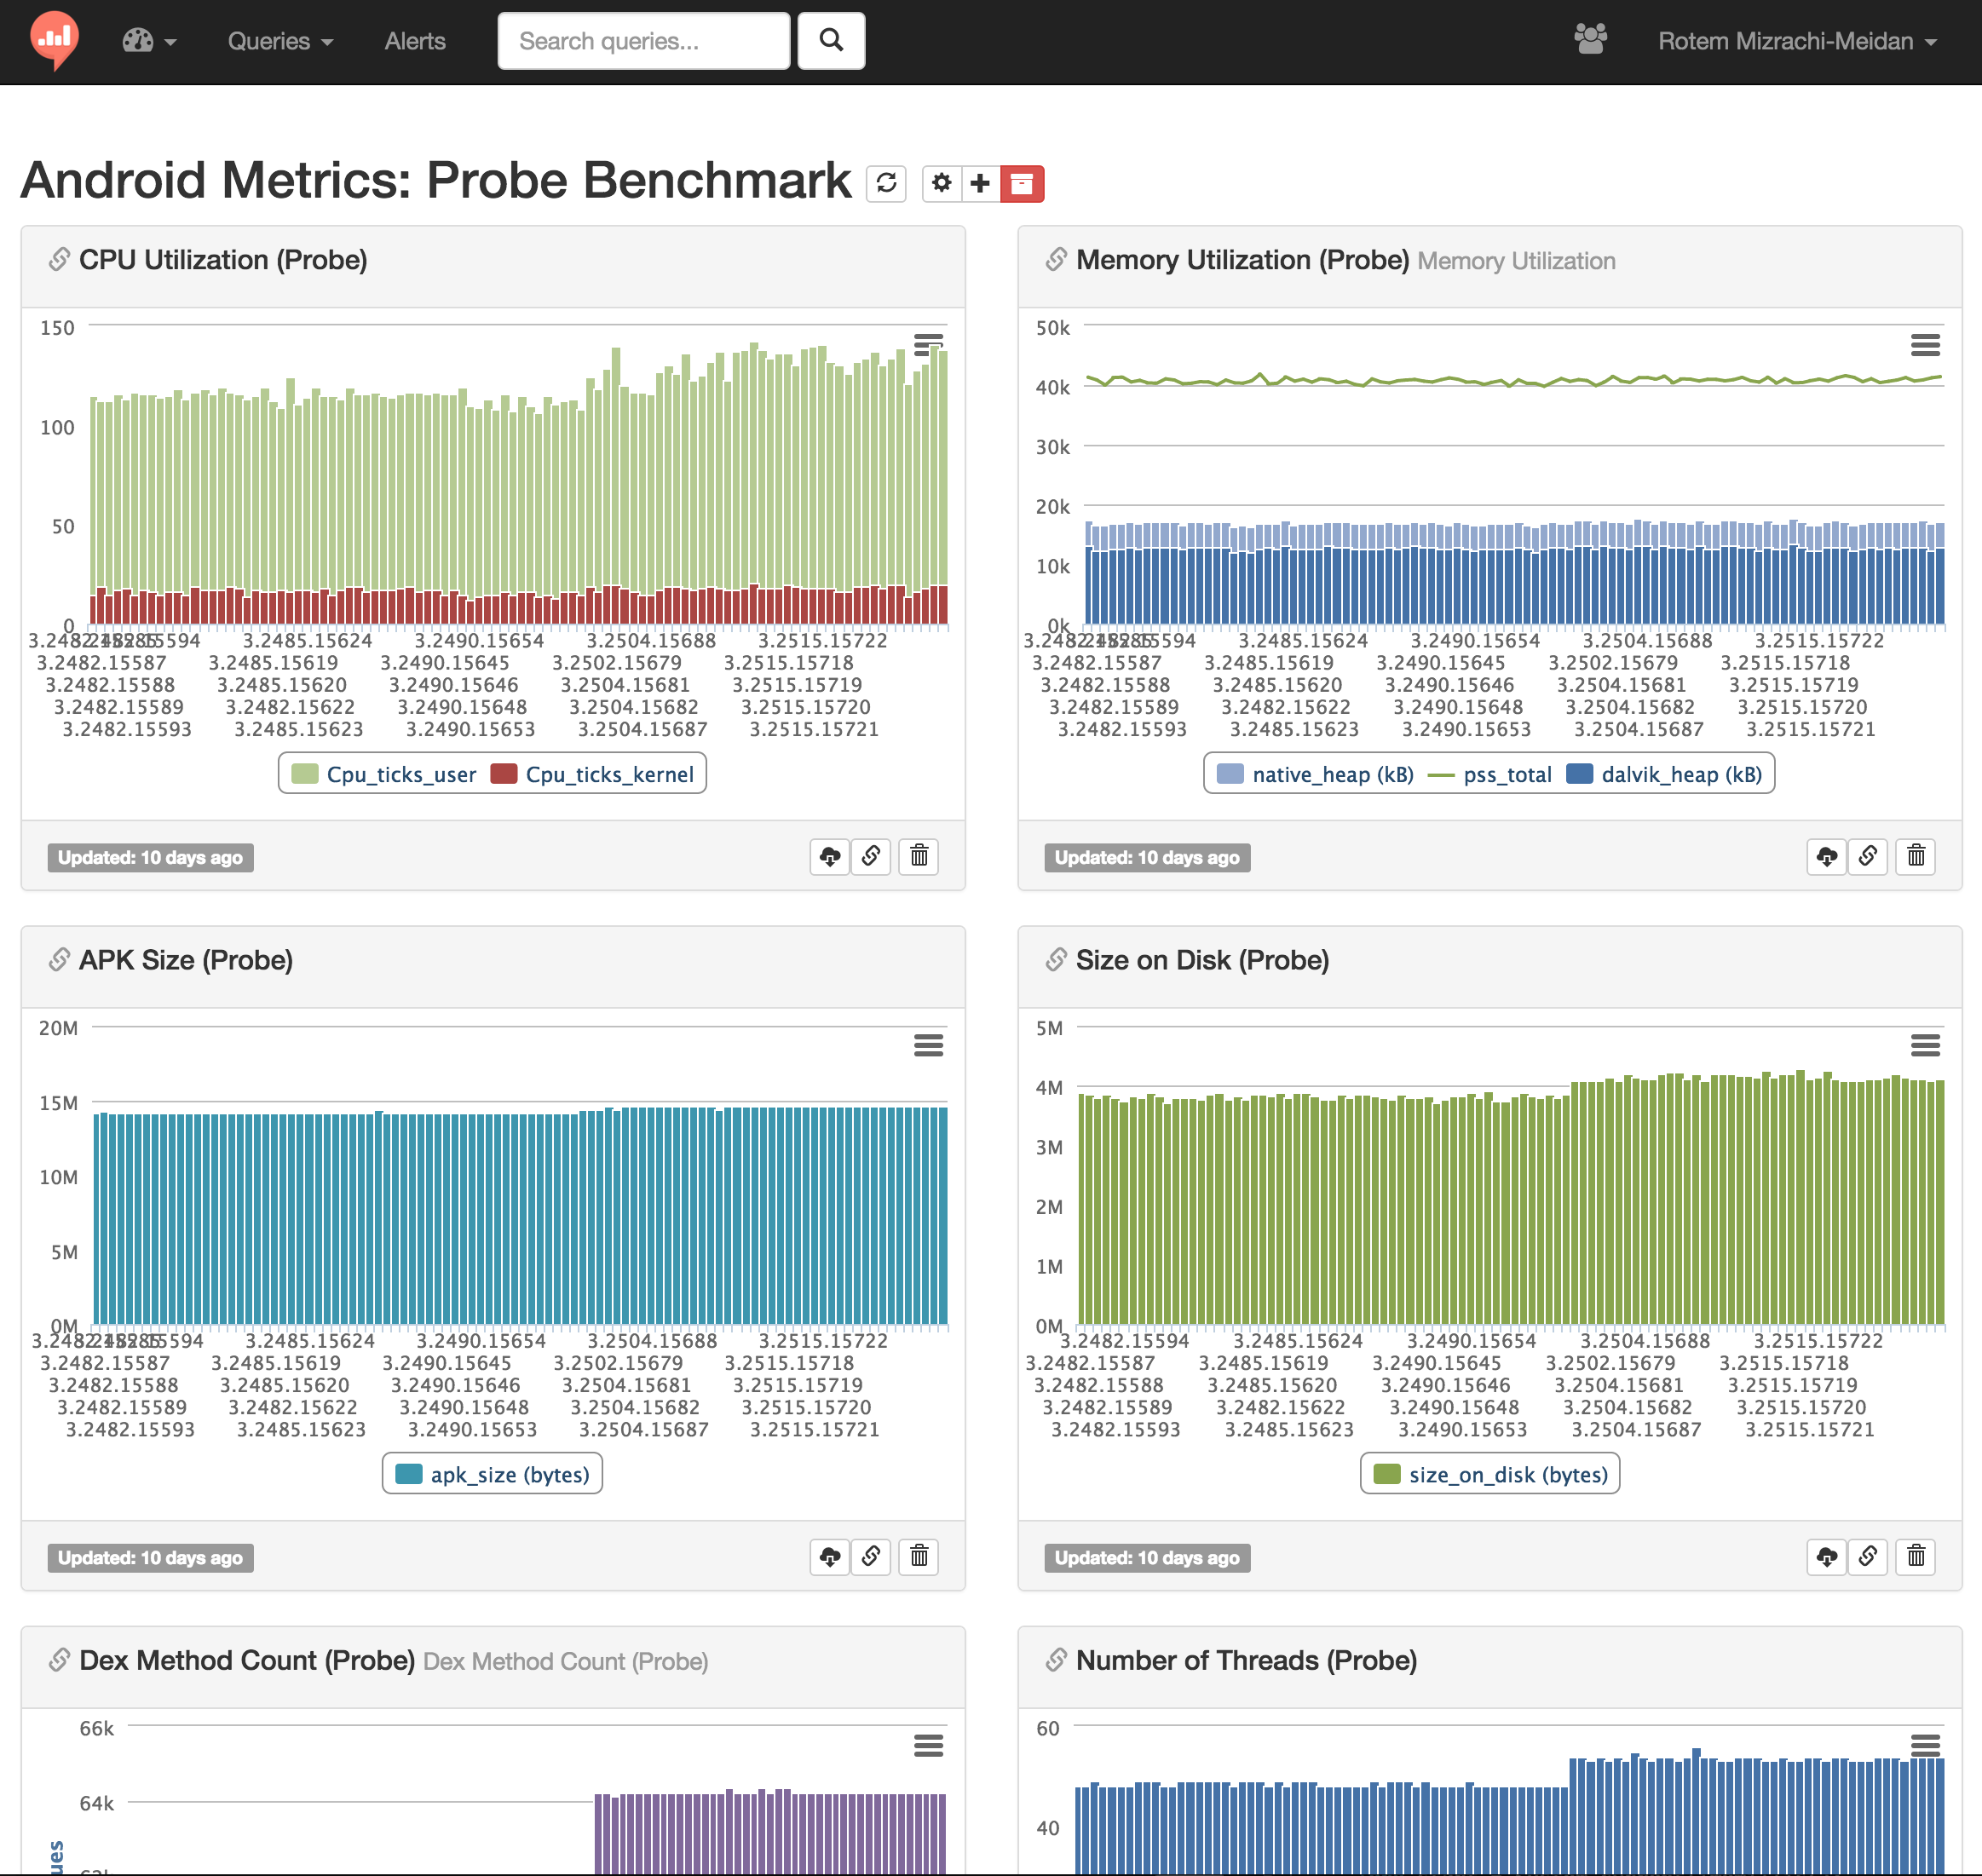 Queries
Alerts
Search queries...
Rotem Mizrachi-Meidan
Android Metrics: Probe Benchmark
CPU Utilization (Probe)
150
100
50
0
3.2485.15624 3.2490.15654 3.2504.15688 3.2515.15722
3.2482.15587 3.2485.15619 3.2490.15645 3.2502.15679 3.2515.15718
3.2482.15588 3.2485.15620 3.2490.15646 3.2504.15681 3.2515.15719
3.2482.15589 3.2482.15622 3.2490.15648 3.2504.15682 3.2515.15720
3.2482.15593 3.2485.15623 3.2490.15653 3.2504.15687 3.2515.15721
Cpu_ticks_user Cpu_ticks_kernel
Updated: 10 days ago
Memory Utilization (Probe) Memory Utilization
50k
40k
30k
20k
10k
0k
3.2485.15624 3.2490.15654 3.2504.15688 3.2515.15722
3.2482.15587 3.2485.15619 3.2490.15645 3.2502.15679 3.2515.15718
3.2482.15588 3.2485.15620 3.2490.15646 3.2504.15681 3.2515.15719
3.2482.15589 3.2482.15622 3.2490.15648 3.2504.15682 3.2515.15720
3.2482.15593 3.2485.15623 3.2490.15653 3.2504.15687 3.2515.15721
native_heap (kB) pss_total dalvik_heap (kB)
Updated: 10 days ago
APK Size (Probe)
20M
15M
10M
5M
0M
3.2485.15624 3.2490.15654 3.2504.15688 3.2515.15722
3.2482.15587 3.2485.15619 3.2490.15645 3.2502.15679 3.2515.15718
3.2482.15588 3.2485.15620 3.2490.15646 3.2504.15681 3.2515.15719
3.2482.15589 3.2482.15622 3.2490.15648 3.2504.15682 3.2515.15720
3.2482.15593 3.2485.15623 3.2490.15653 3.2504.15687 3.2515.15721
apk_size (bytes)
Updated: 10 days ago
Size on Disk (Probe)
5M
4M
3M
2M
1M
0M
3.2482.15594 3.2485.15624 3.2490.15654 3.2504.15688 3.2515.15722
3.2482.15587 3.2485.15619 3.2490.15645 3.2502.15679 3.2515.15718
3.2482.15588 3.2485.15620 3.2490.15646 3.2504.15681 3.2515.15719
3.2482.15589 3.2482.15622 3.2490.15648 3.2504.15682 3.2515.15720
3.2482.15593 3.2485.15623 3.2490.15653 3.2504.15687 3.2515.15721
size_on_disk (bytes)
Updated: 10 days ago
Dex Method Count (Probe) Dex Method Count (Probe)
66k
64k
Number of Threads (Probe)
60
40